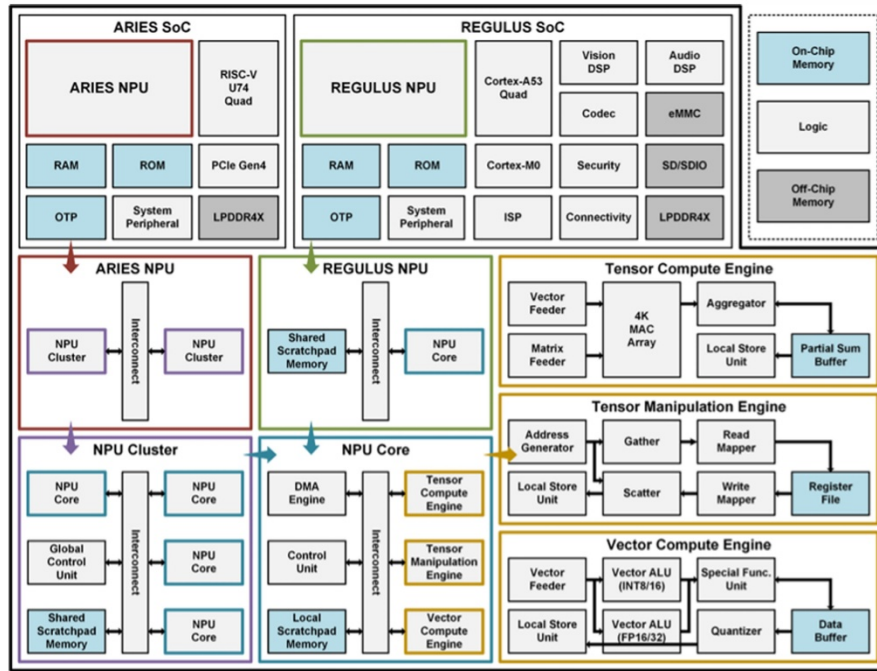 ARIES SoC
ARIES NPU
RISC-V
U74
Quad
RAM
ROM
PCIe Gen4
OTP
System
Peripheral
LPDDR4X
REGULUS SoC
REGULUS NPU
Cortex-A53
Quad
Vision
DSP
Audio
DSP
Codec
eMMC
RAM
ROM
Cortex-M0
Security
SD/SDIO
OTP
System
Peripheral
ISP
Connectivity
LPDDR4X
On-Chip
Memory
Logic
Off-Chip
Memory
ARIES NPU
NPU
Cluster
Interconnect
NPU
Cluster
REGULUS NPU
Shared
Scratchpad
Memory
Interconnect
NPU
Core
Tensor Compute Engine
Vector
Feeder
4K
MAC
Array
Aggregator
Matrix
Feeder
Local Store
Unit
Partial Sum
Buffer
NPU Cluster
NPU
Core
Interconnect
NPU
Core
Global
Control
Unit
NPU
Core
Shared
Scratchpad
Memory
NPU
Core
NPU Core
DMA
Engine
Interconnect
Tensor
Compute
Engine
Control
Unit
Tensor
Manipulation
Engine
Local
Scratchpad
Memory
Vector
Compute
Engine
Tensor Manipulation Engine
Address
Generator
Gather
Read
Mapper
Local Store
Unit
Scatter
Write
Mapper
Register
File
Vector Compute Engine
Vector
Feeder
Vector ALU
(INT8/16)
Special Func.
Unit
Local Store
Unit
Vector ALU
(FP16/32)
Quantizer
Data
Buffer